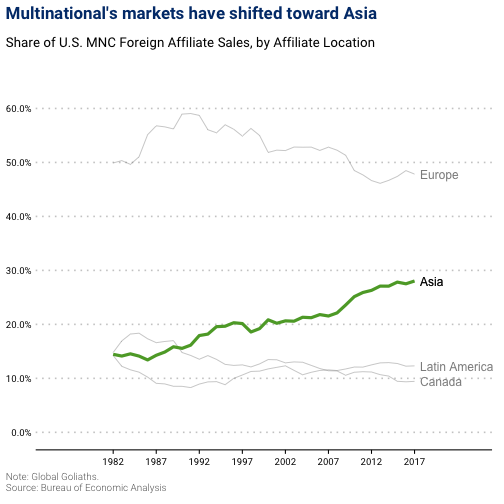 Multinational's markets have shifted toward Asia
Share of U.S. MNC Foreign Affiliate Sales, by Affiliate Location
60.0%
50.0%
Europe
40.0%
30.0%
Asia
20.0%
Latin America
10.0%
Canada
0.0%
1982 1987 1992 1997 2002 2007 2012 2017
Note: Global Goliaths.
Source: Bureau of Economic Analysis